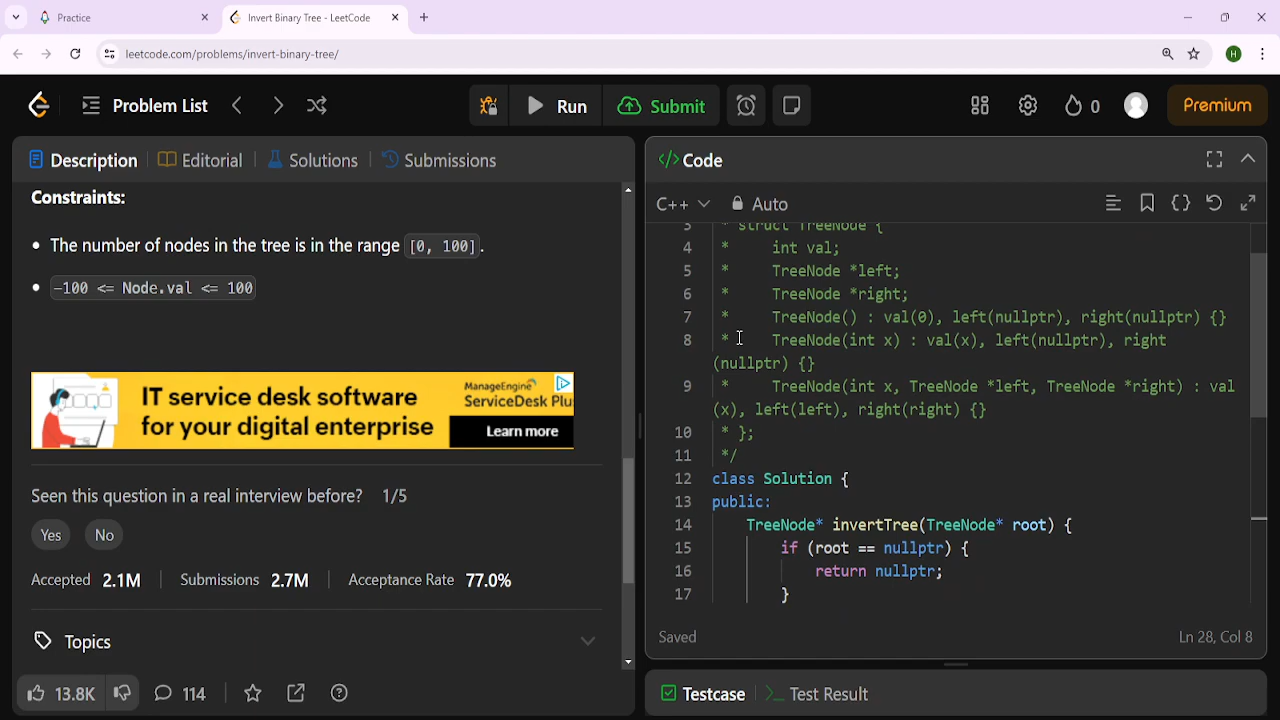 Practice
Invert Binary Tree - LeetCode
leetcode.com/problems/invert-binary-tree/
H
Problem List
Run
Submit
0
Premium
Description
Editorial
Solutions
Submissions
Constraints:
The number of nodes in the tree is in the range [0, 100].
-100 <= Node.val <= 100
IT service desk software
for your digital enterprise
ManageEngine
ServiceDesk Plu
Learn more
Seen this question in a real interview before? 1/5
Yes No
Accepted 2.1M Submissions 2.7M Acceptance Rate 77.0%
Topics
13.8K 114
</> Code
C++ Auto
3 * struct TreeNode {
4 * int val;
5 * TreeNode *left;
6 * TreeNode *right;
7 * TreeNode() : val(0), left(nullptr), right(nullptr) {}
8 * TreeNode(int x) : val(x), left(nullptr), right
(nullptr) {}
9 * TreeNode(int x, TreeNode *left, TreeNode *right) : val
(x), left(left), right(right) {}
10 * };
11 */
12 class Solution {
13 public:
14 TreeNode* invertTree(TreeNode* root) {
15 if (root == nullptr) {
16 return nullptr;
17 }
Saved
Ln 28, Col 8
Testcase
Test Result